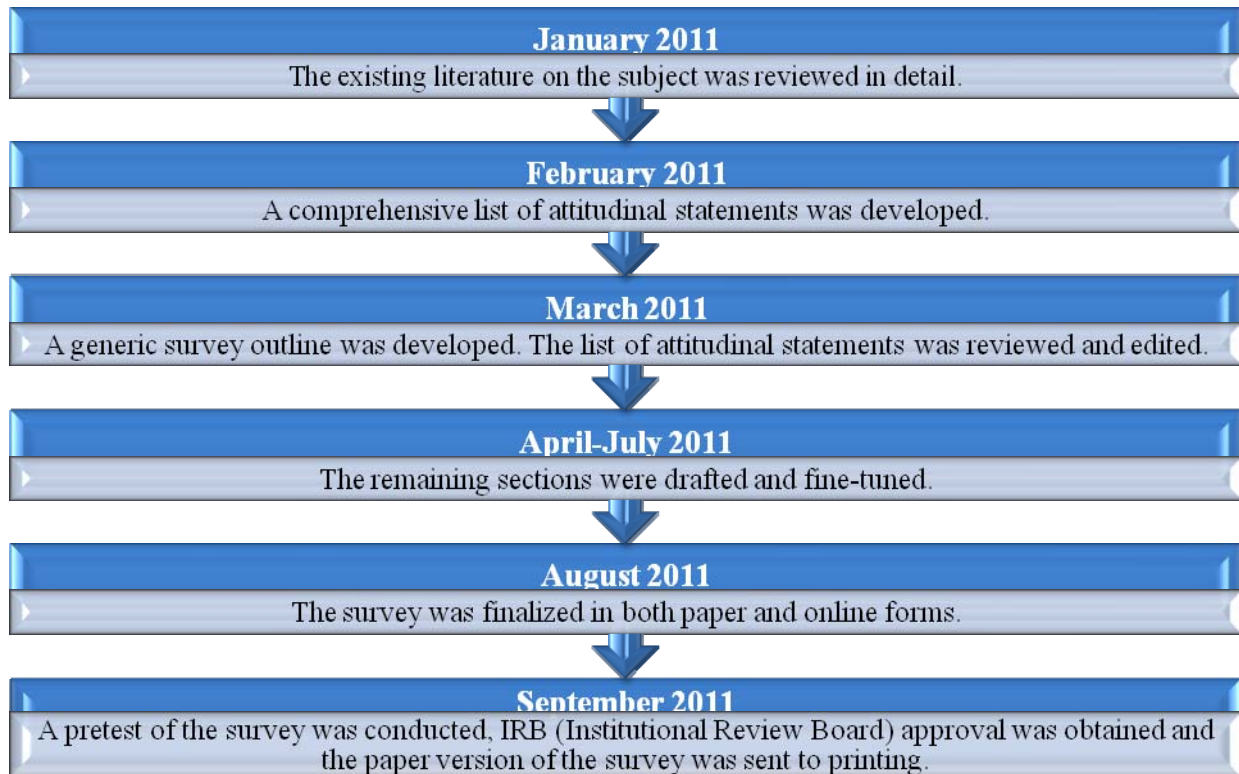 January 2011
The existing literature on the subject was reviewed in detail.
February 2011
A comprehensive list of attitudinal statements was developed.
March 2011
A generic survey outline was developed. The list of attitudinal statements was reviewed and edited.
April-July 2011
The remaining sections were drafted and fine-tuned.
August 2011
The survey was finalized in both paper and online forms.
September 2011
A pretest of the survey was conducted, IRB (Institutional Review Board) approval was obtained and
the paper version of the survey was sent to printing.